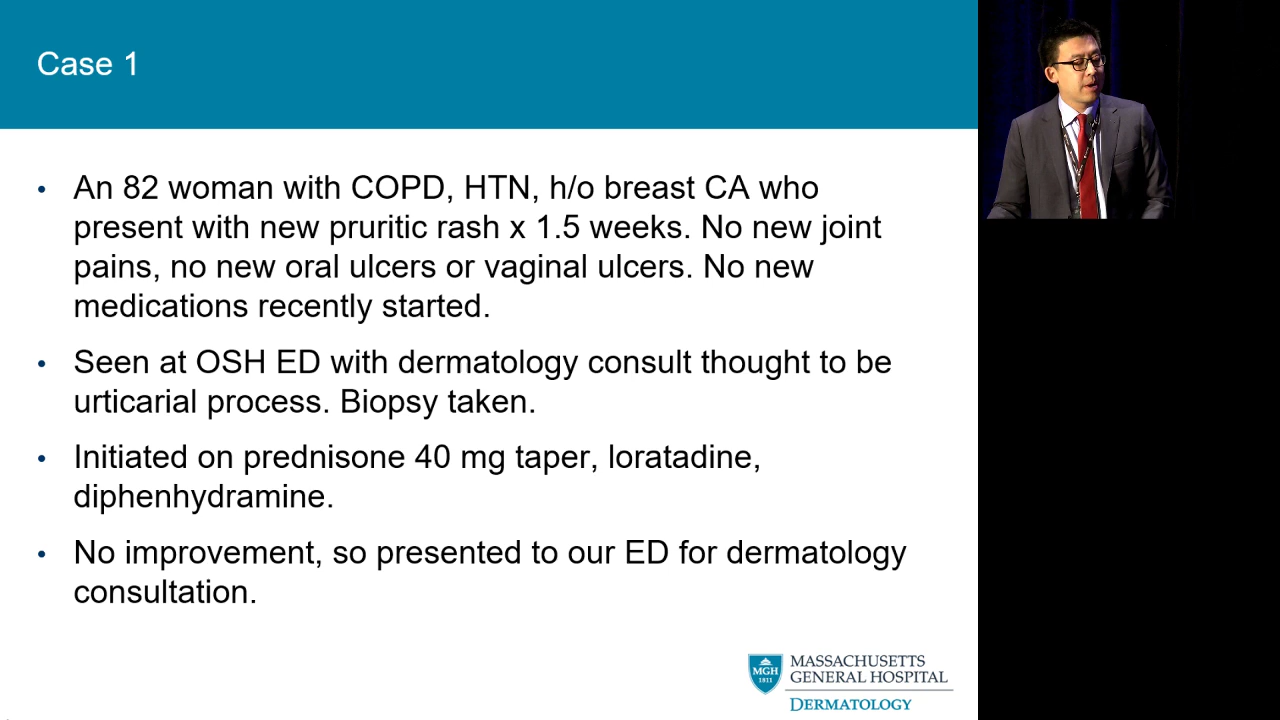 Case 1
• An 82 woman with COPD, HTN, h/o breast CA who
present with new pruritic rash x 1.5 weeks. No new joint
pains, no new oral ulcers or vaginal ulcers. No new
medications recently started.
• Seen at OSH ED with dermatology consult thought to be
urticarial process. Biopsy taken.
• Initiated on prednisone 40 mg taper, loratadine,
diphenhydramine.
• No improvement, so presented to our ED for dermatology
consultation.
MGH
1811
MASSACHUSETTS
GENERAL HOSPITAL
DERMATOLOGY